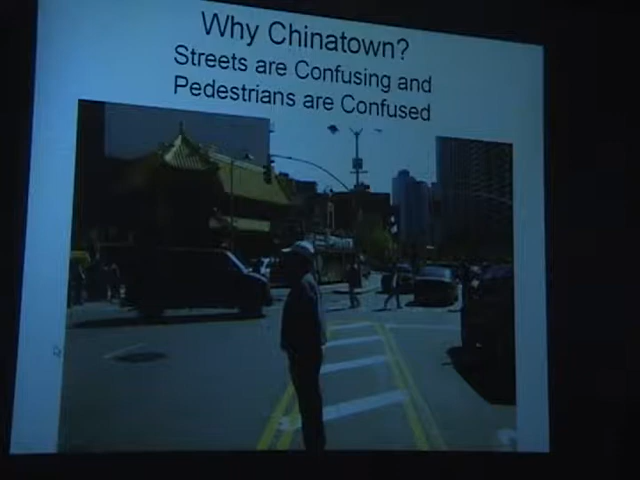 Why Chinatown?
Streets are Confusing and
Pedestrians are Confused